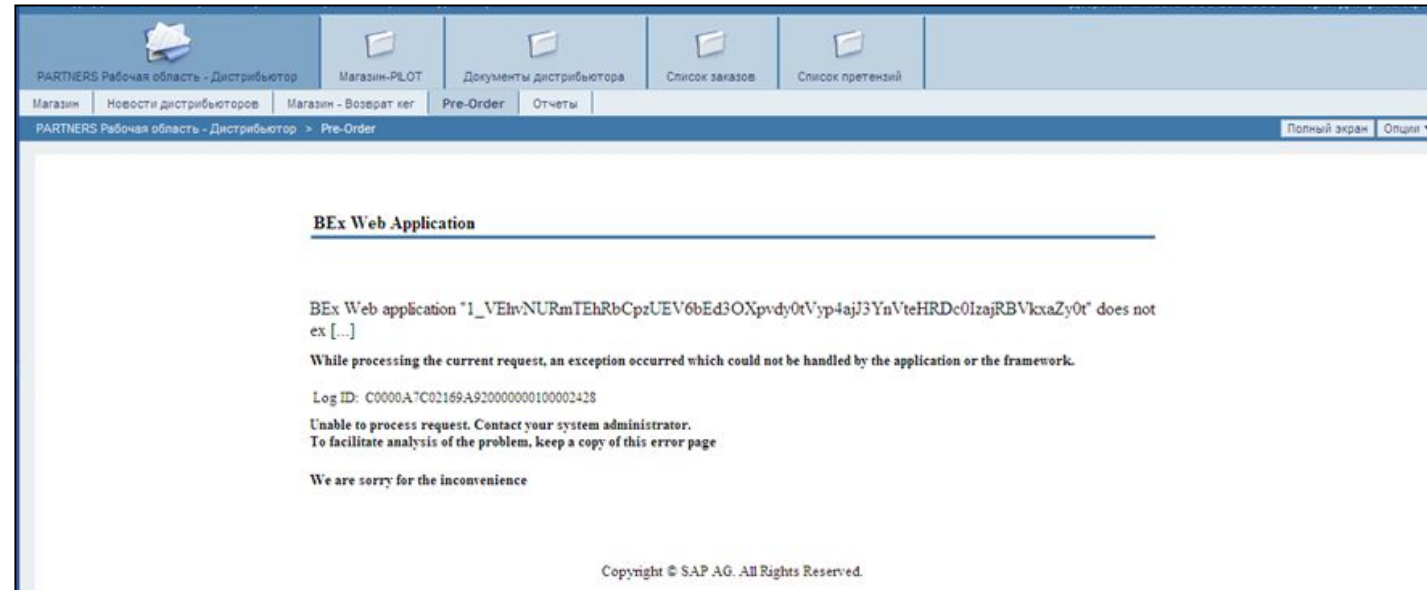 PARTNERS Рабочая область - Дистрибьютор
Магазин-PILOT
Документы дистрибьютора
Список заказов
Список претензий
Магазин
Новости дистрибьюторов
Магазин - Возврат кег
Pre-Order
Отчеты
PARTNERS Рабочая область - Дистрибьютор > Pre-Order
Полный экран
Опции
BEx Web Application
BEx Web application "1_VEhvNURmTEhRbCpzUEV6bEd3OXpvdy0tVyp4ajJ3YnVteHRDc0IzajRBVkxaZy0t" does not
ex [...]
While processing the current request, an exception occurred which could not be handled by the application or the framework.
Log ID: C0000A7C02169A920000000100002428
Unable to process request. Contact your system administrator.
To facilitate analysis of the problem, keep a copy of this error page
We are sorry for the inconvenience
Copyright © SAP AG. All Rights Reserved.